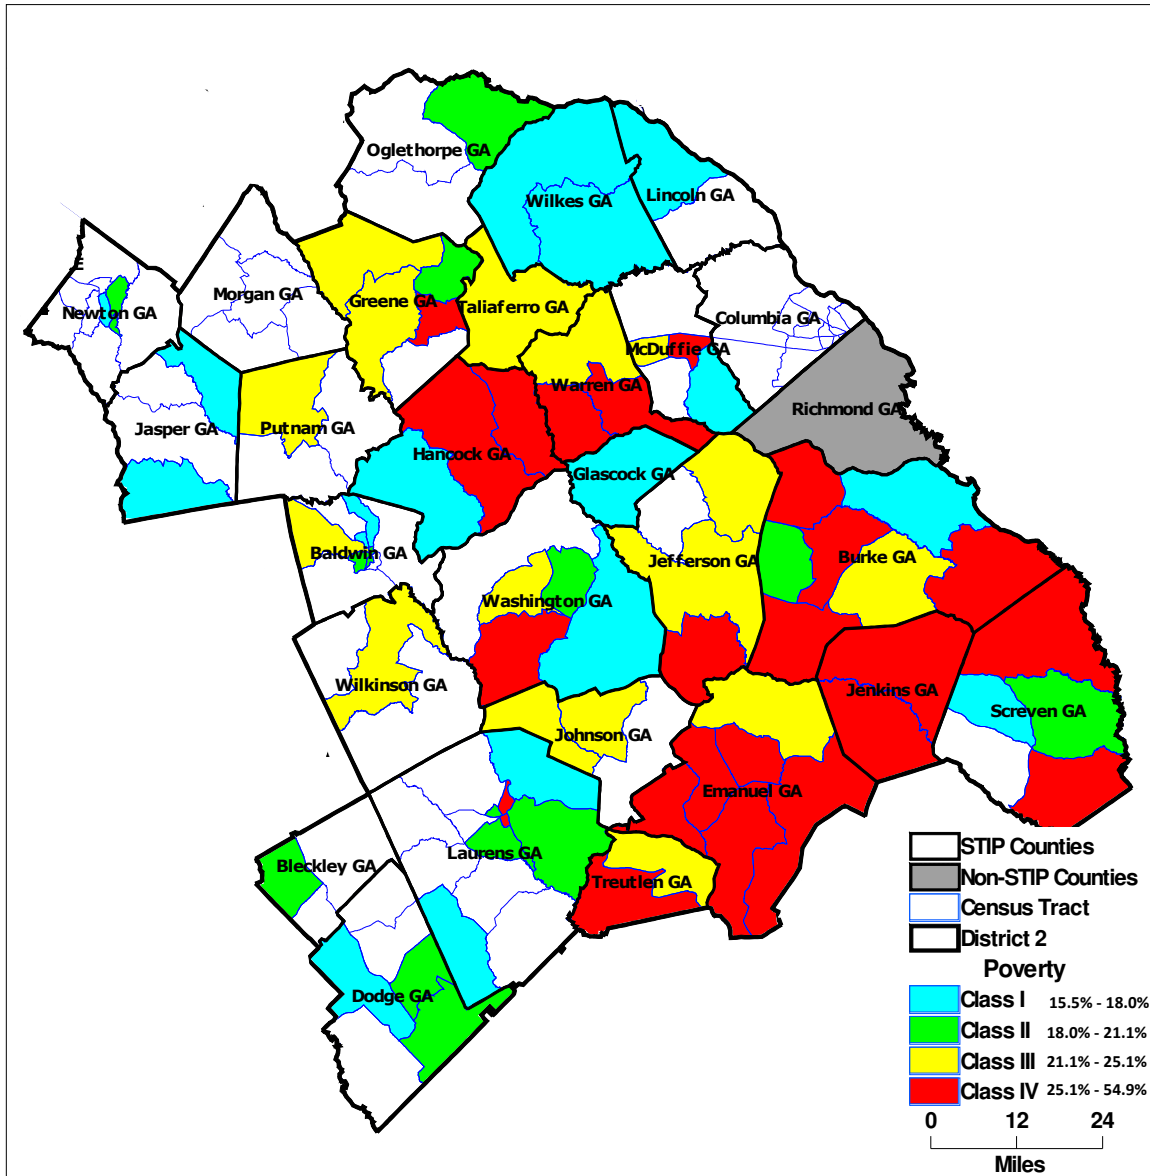 Oglethorpe GA
Wilkes GA
Lincoln GA
Morgan GA
Newton GA
Greene GA
Taliaferro GA
Columbia GA
McDuffie GA
Warren GA
Richmond GA
Jasper GA
Putnam GA
Hancock GA
Glascock GA
Baldwin GA
Jefferson GA
Burke GA
Washington GA
Wilkinson GA
Jenkins GA
Screven GA
Johnson GA
Emanuel GA
Bleckley GA
Laurens GA
Treutlen GA
Dodge GA
STIP Counties
Non-STIP Counties
Census Tract
District 2
Poverty
Class I 15.5% - 18.0%
Class II 18.0% - 21.1%
Class III 21.1% - 25.1%
Class IV 25.1% - 54.9%
0 12 24
Miles